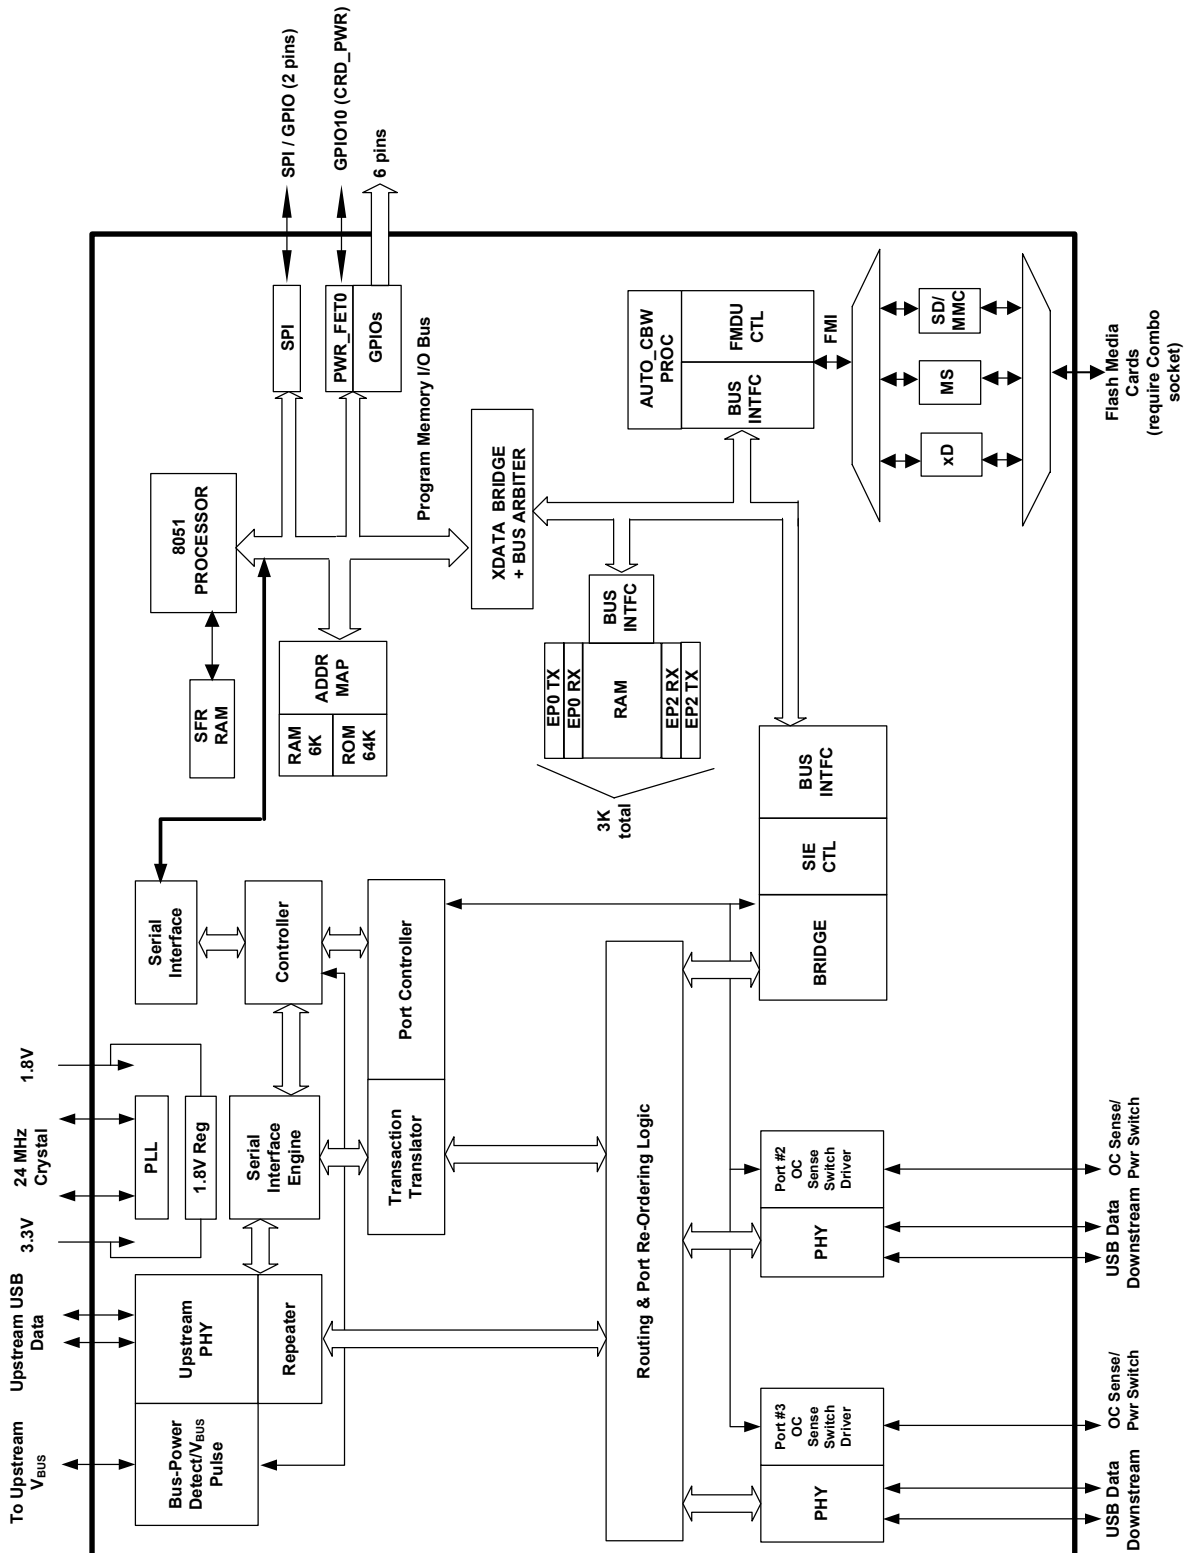 To Upstream
VBUS
Upstream USB
Data
3.3V
24 MHz
Crystal
1.8V
Bus-Power
Detect/VBUS
Pulse
Upstream
PHY
Repeater
PLL
1.8V Reg
Serial
Interface
Engine
Serial
Interface
Controller
Transaction
Translator
Port Controller
SFR
RAM
8051
PROCESSOR
RAM
6K
ROM
64K
ADDR
MAP
SPI
SPI / GPIO (2 pins)
PWR_FET0
GPIOs
GPIO10 (CRD_PWR)
6 pins
Program Memory I/O Bus
XDATA BRIDGE
+ BUS ARBITER
3K
total
EP0 TX
EP0 RX
RAM
EP2 RX
EP2 TX
BUS
INTFC
AUTO_CBW
PROC
BUS
INTFC
FMDU
CTL
FMI
xD
MS
SD/
MMC
Flash Media
Cards
(require Combo
socket)
Routing & Port Re-Ordering Logic
BRIDGE
SIE
CTL
BUS
INTFC
PHY
Port #3
OC
Sense
Switch
Driver
PHY
Port #2
OC
Sense
Switch
Driver
USB Data
Downstream
OC Sense/
Pwr Switch
USB Data
Downstream
OC Sense/
Pwr Switch